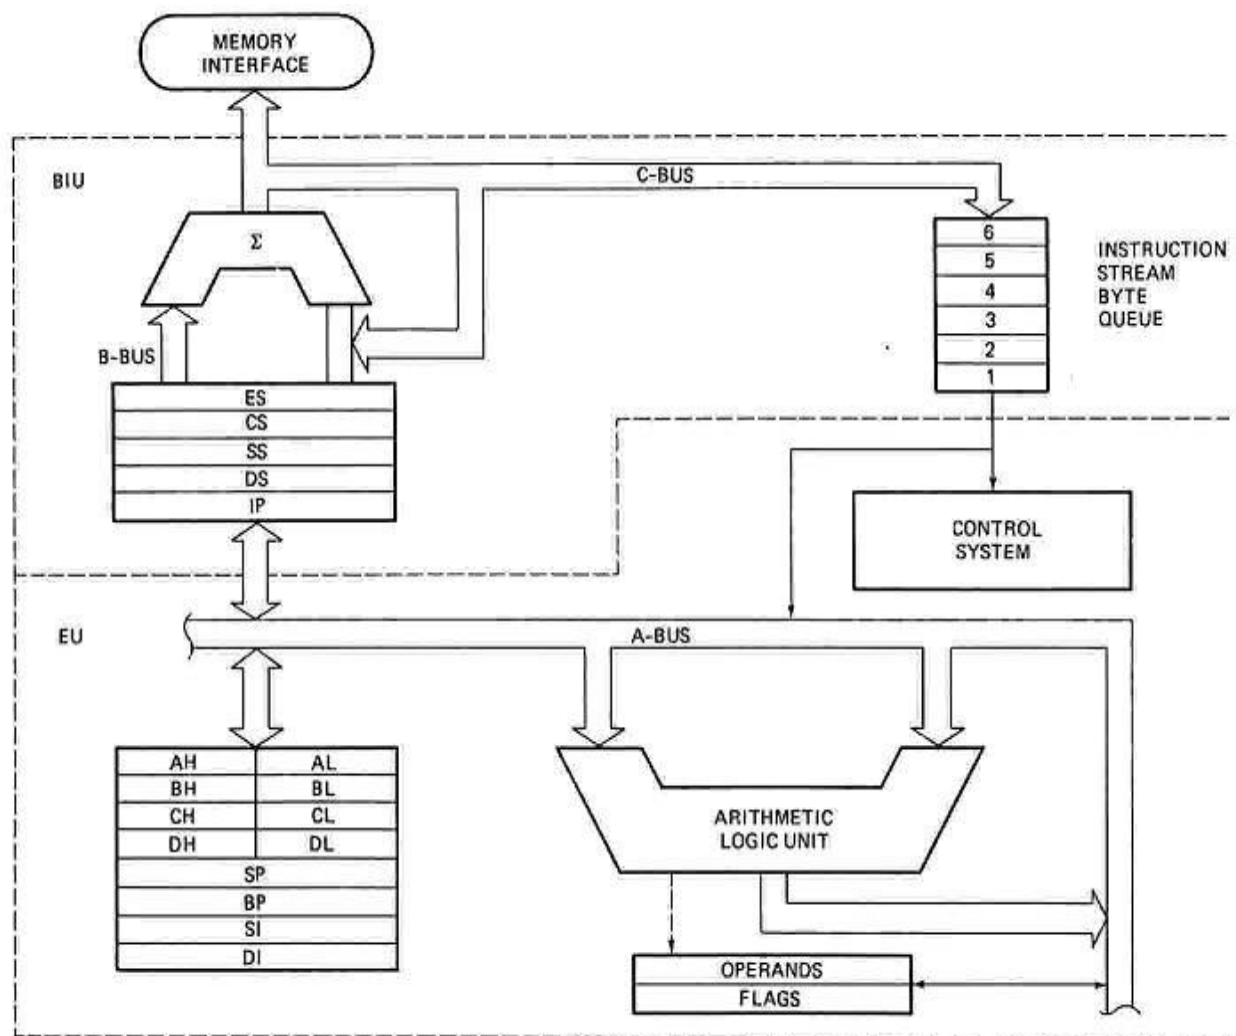 MEMORY
INTERFACE
BIU
C-BUS
Σ
6
5
4
3
2
1
INSTRUCTION
STREAM
BYTE
QUEUE
B-BUS
ES
CS
SS
DS
IP
CONTROL
SYSTEM
EU
A-BUS
AH AL
BH BL
CH CL
DH DL
SP
BP
SI
DI
ARITHMETIC
LOGIC UNIT
OPERANDS
FLAGS